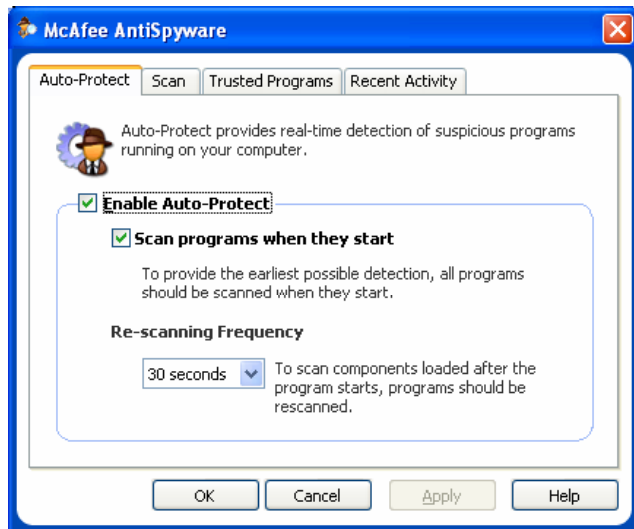 McAfee AntiSpyware
Auto-Protect Scan Trusted Programs Recent Activity
Auto-Protect provides real-time detection of suspicious programs
running on your computer.
Enable Auto-Protect
Scan programs when they start
To provide the earliest possible detection, all programs
should be scanned when they start.
Re-scanning Frequency
30 seconds
To scan components loaded after the
program starts, programs should be
rescanned.
OK Cancel Apply Help